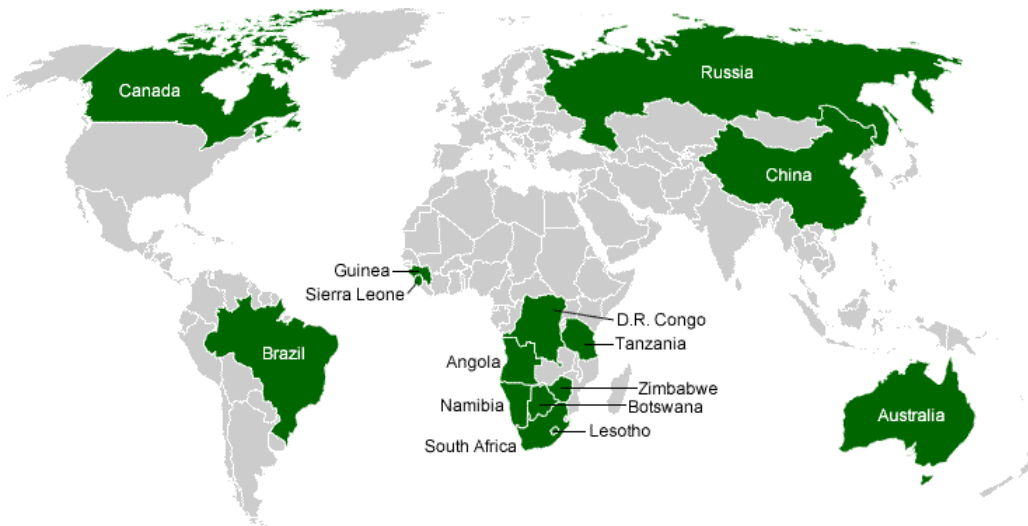 Canada
Russia
China
Guinea
Sierra Leone
D.R. Congo
Tanzania
Brazil
Angola
Zimbabwe
Namibia
Botswana
Australia
Lesotho
South Africa